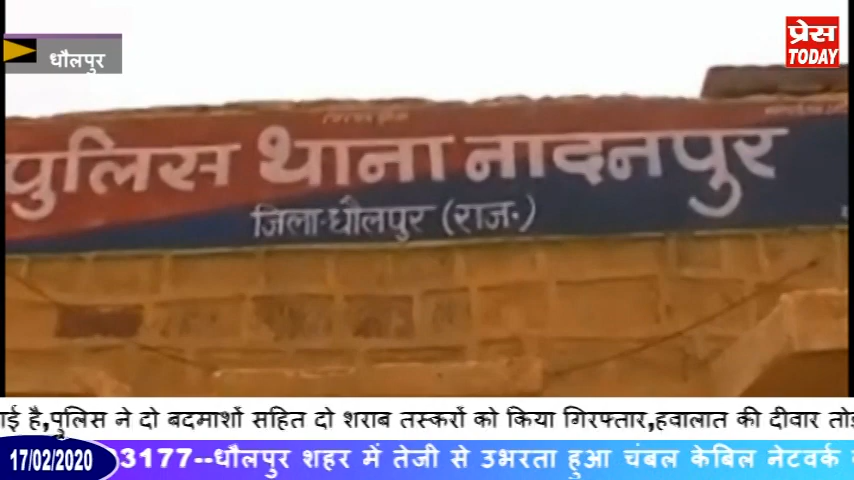 धौलपुर
प्रेस
TODAY
पुलिस थाना नादनपुर
जिला-धौलपुर (राज॰)
ाई है,पुलिस ने दो बदमाशों सहित दो शराब तस्करों को किया गिरफ्तार,हवालात की दीवार तोड़
17/02/2020
3177--धौलपुर शहर में तेजी से उभरता हुआ चंबल केबिल नेटवर्क